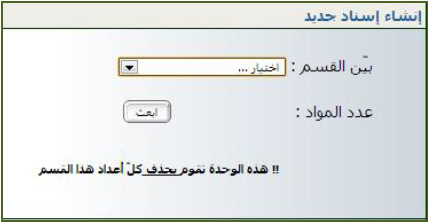 إنشاء إسناد جديد
بيّن القسم : اختيار ...
عدد المواد : ابعث
!! هذه الوحدة تقوم بحذف كلّ أعداد هذا القسم